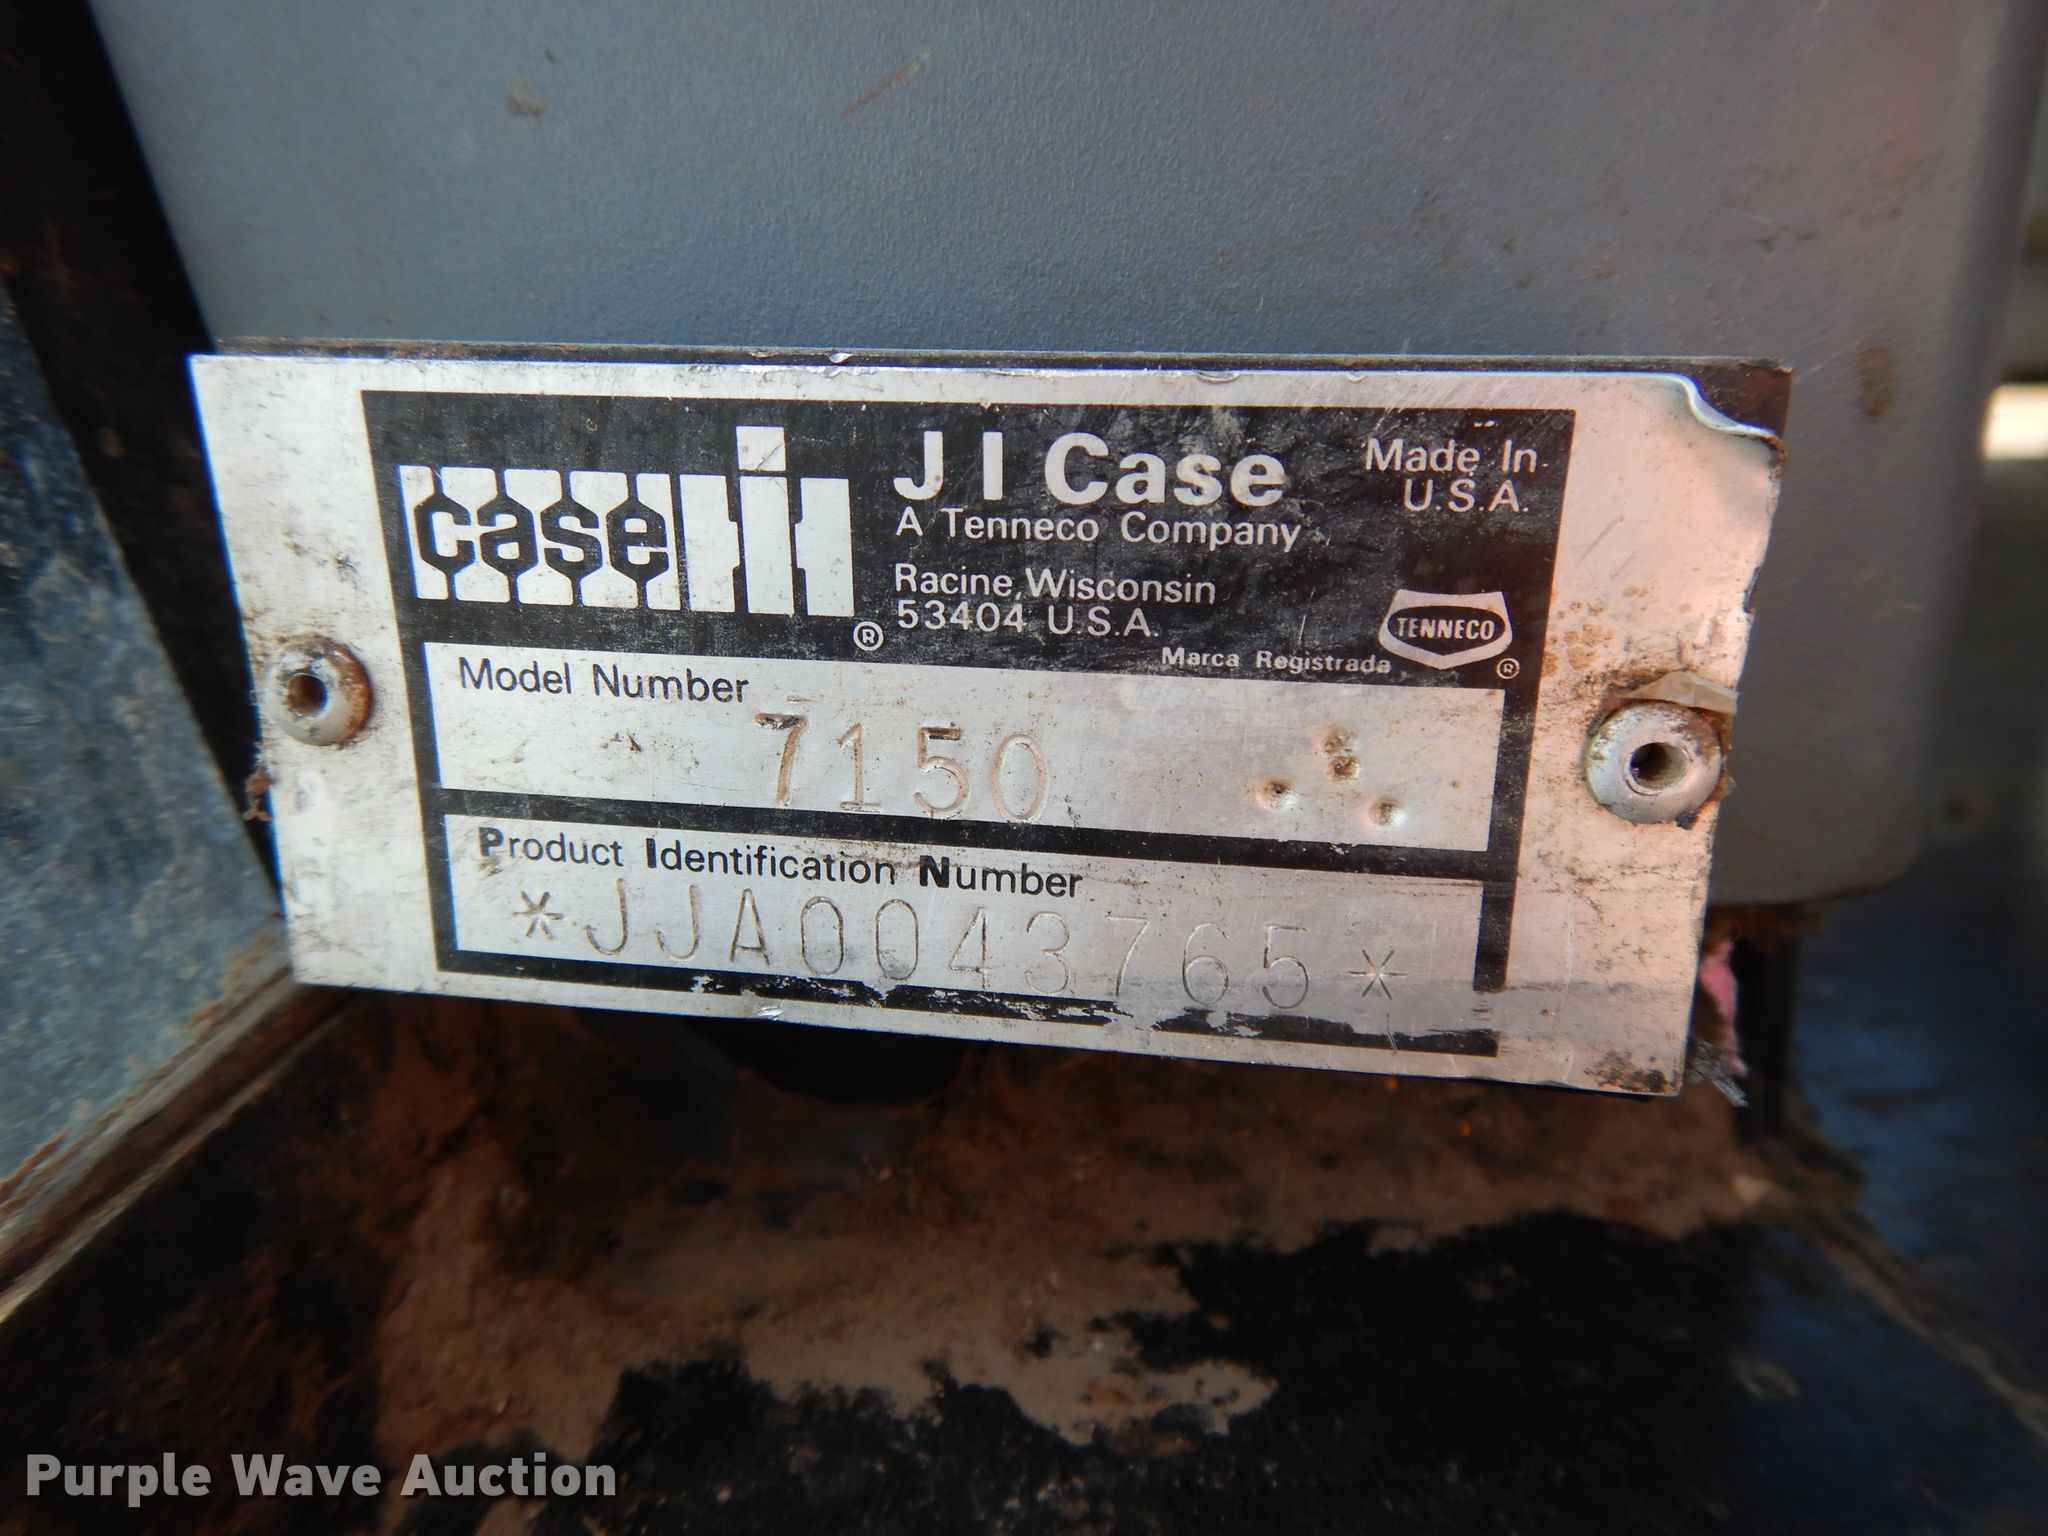 case IH ®
J I Case
A Tenneco Company
Racine, Wisconsin
53404 U.S.A.
Made In
U.S.A.
TENNECO ®
Marca Registrada
Model Number
7150
Product Identification Number
*JJA0043765*
Purple Wave Auction